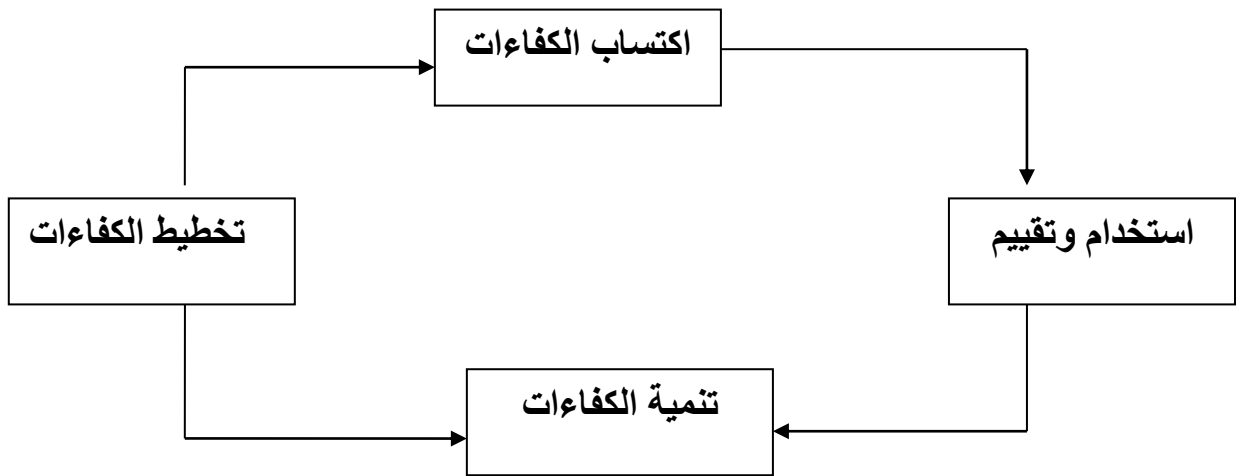 اكتساب الكفاءات
استخدام وتقييم
تخطيط الكفاءات
تنمية الكفاءات